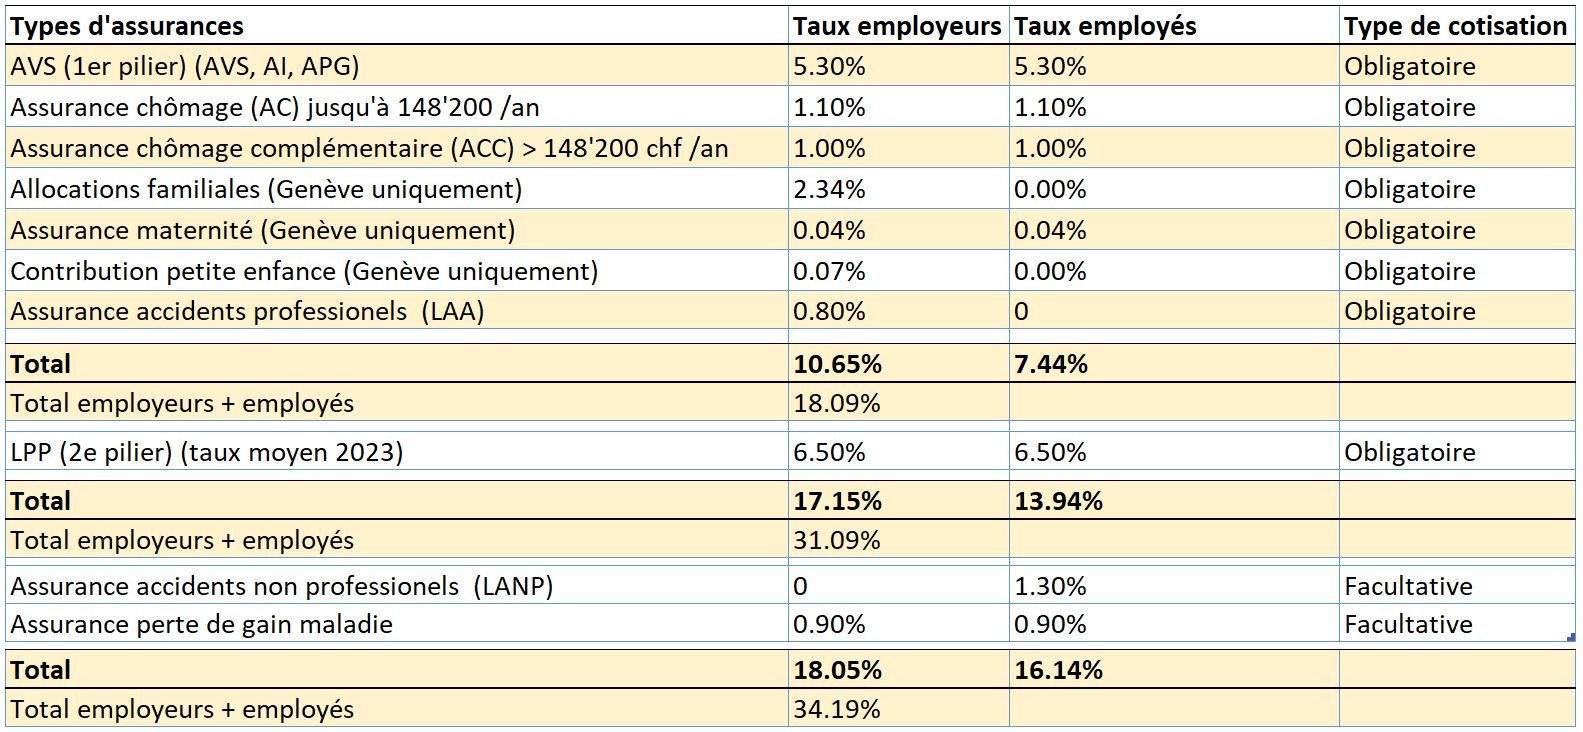 Types d'assurances Taux employeurs Taux employés Type de cotisation
AVS (1er pilier) (AVS, AI, APG) 5.30% 5.30% Obligatoire
Assurance chômage (AC) jusqu'à 148'200 /an 1.10% 1.10% Obligatoire
Assurance chômage complémentaire (ACC) > 148'200 chf /an 1.00% 1.00% Obligatoire
Allocations familiales (Genève uniquement) 2.34% 0.00% Obligatoire
Assurance maternité (Genève uniquement) 0.04% 0.04% Obligatoire
Contribution petite enfance (Genève uniquement) 0.07% 0.00% Obligatoire
Assurance accidents professionels (LAA) 0.80% 0 Obligatoire
Total 10.65% 7.44%
Total employeurs + employés 18.09%
LPP (2e pilier) (taux moyen 2023) 6.50% 6.50% Obligatoire
Total 17.15% 13.94%
Total employeurs + employés 31.09%
Assurance accidents non professionels (LANP) 0 1.30% Facultative
Assurance perte de gain maladie 0.90% 0.90% Facultative
Total 18.05% 16.14%
Total employeurs + employés 34.19%